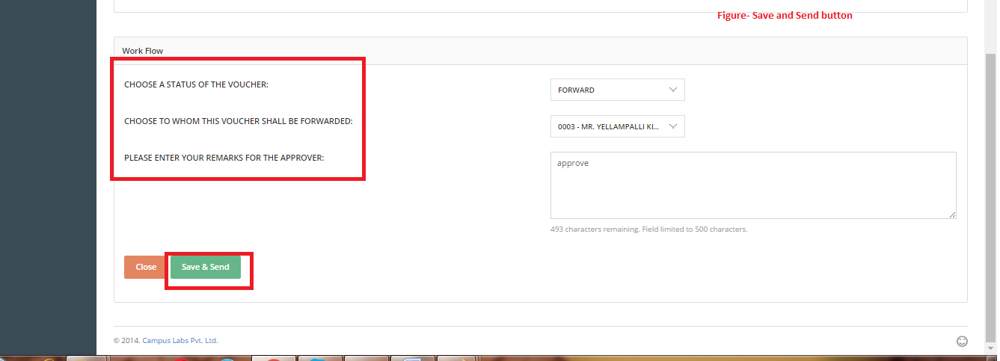 Figure- Save and Send button
Work Flow
CHOOSE A STATUS OF THE VOUCHER:
FORWARD
CHOOSE TO WHOM THIS VOUCHER SHALL BE FORWARDED:
0003 - MR. YELLAMPALLI KI...
PLEASE ENTER YOUR REMARKS FOR THE APPROVER:
approve
493 characters remaining. Field limited to 500 characters.
Close
Save & Send
© 2014. Campus Labs Pvt. Ltd.